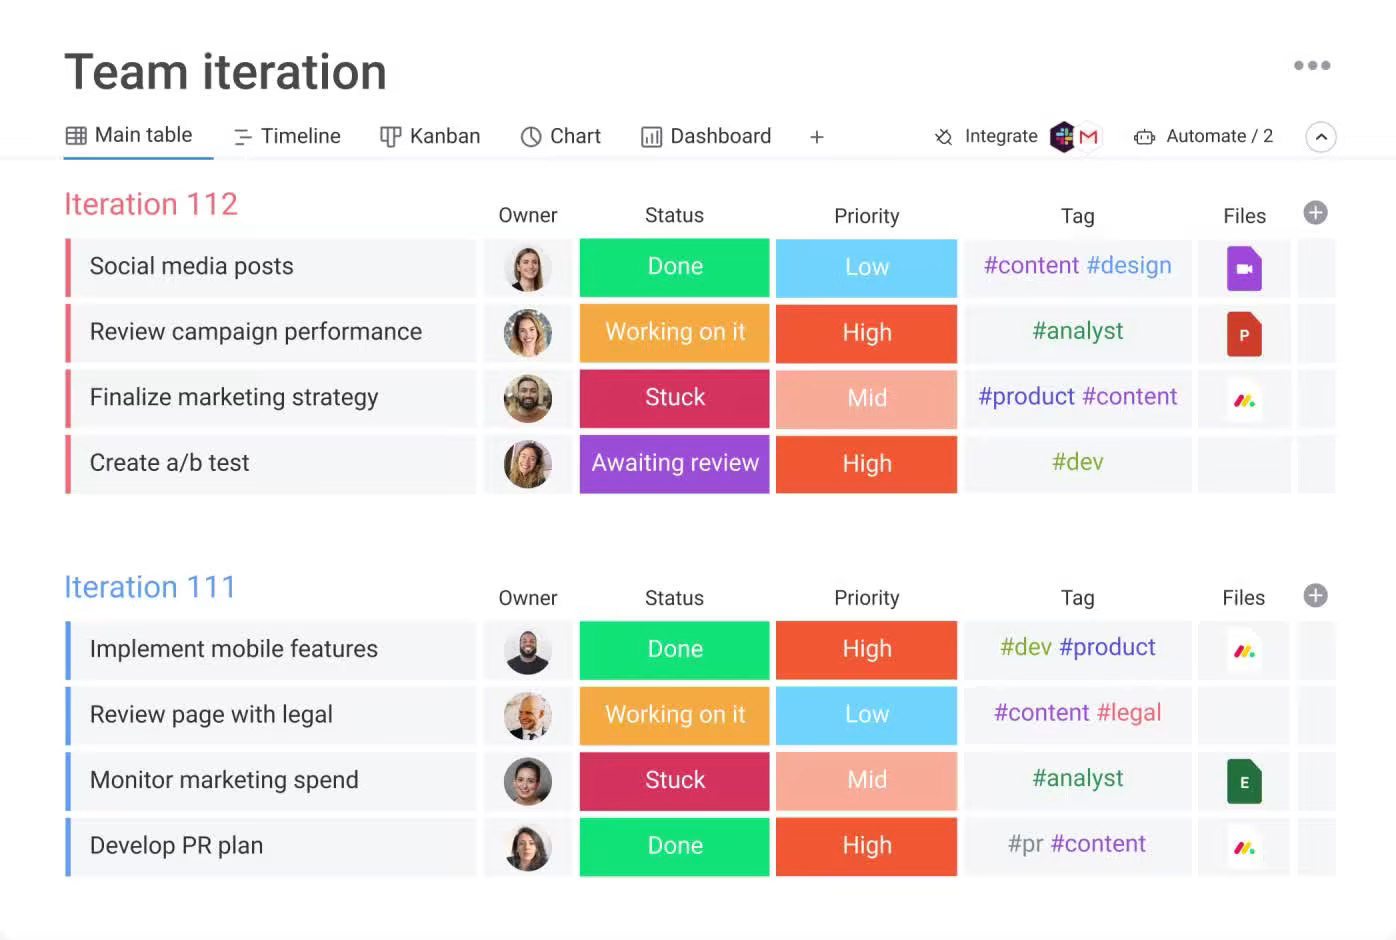 Team iteration
Main table Timeline Kanban Chart Dashboard + Integrate M Automate / 2
Iteration 112 Owner Status Priority Tag Files
Social media posts Done Low #content #design
Review campaign performance Working on it High #analyst P
Finalize marketing strategy Stuck Mid #product #content
Create a/b test Awaiting review High #dev
Iteration 111 Owner Status Priority Tag Files
Implement mobile features Done High #dev #product
Review page with legal Working on it Low #content #legal
Monitor marketing spend Stuck Mid #analyst E
Develop PR plan Done High #pr #content